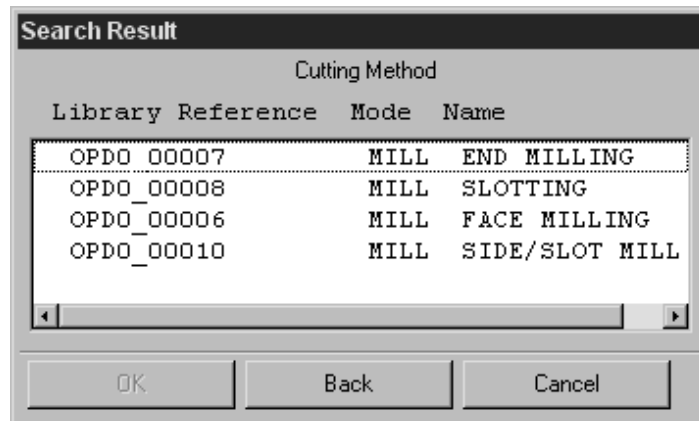 Search Result
Cutting Method
Library Reference Mode Name
OPD0_00007 MILL END MILLING
OPD0_00008 MILL SLOTTING
OPD0_00006 MILL FACE MILLING
OPD0_00010 MILL SIDE/SLOT MILL
OK Back Cancel